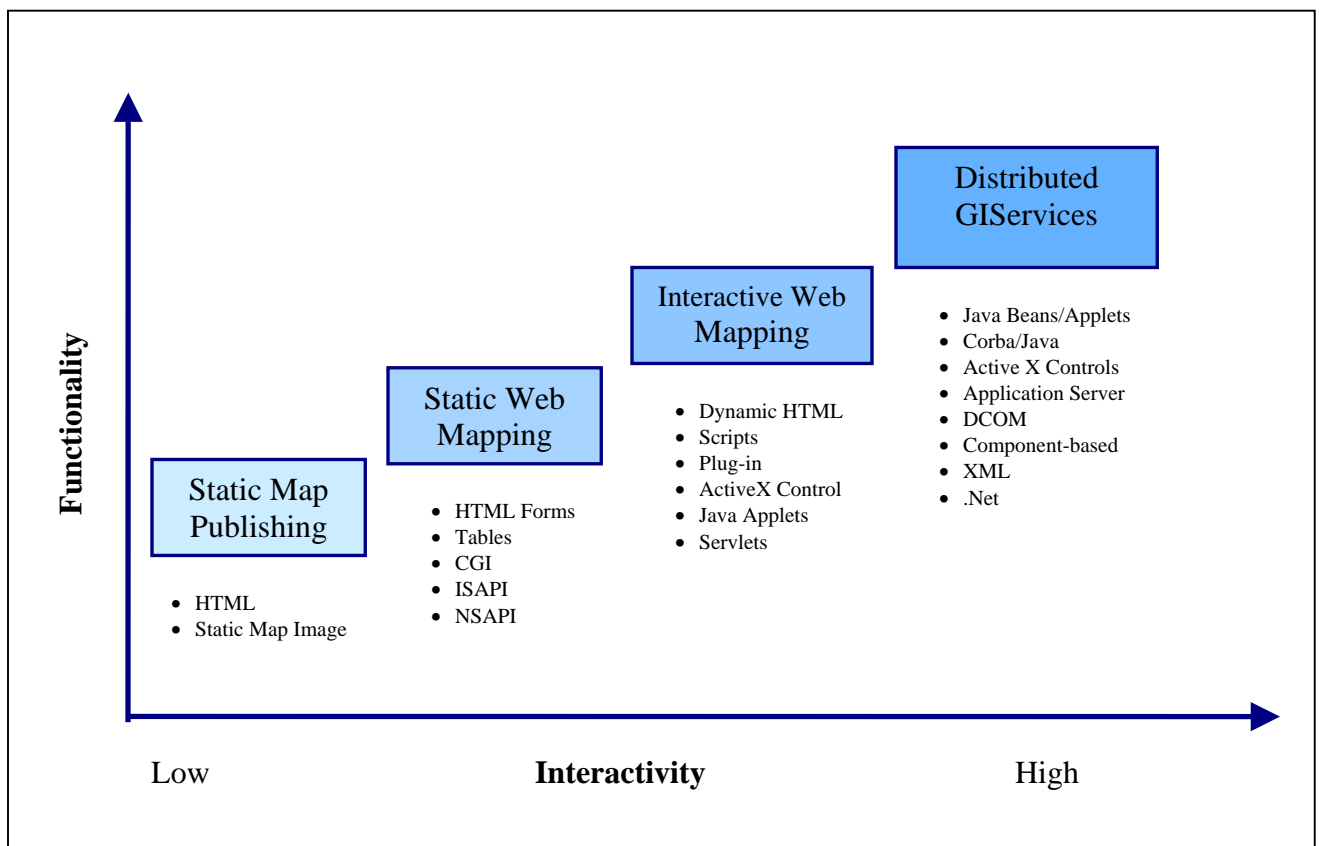 Functionality
Static Map
Publishing
• HTML
• Static Map Image
Static Web
Mapping
• HTML Forms
• Tables
• CGI
• ISAPI
• NSAPI
Interactive Web
Mapping
• Dynamic HTML
• Scripts
• Plug-in
• ActiveX Control
• Java Applets
• Servlets
Distributed
GIServices
• Java Beans/Applets
• Corba/Java
• Active X Controls
• Application Server
• DCOM
• Component-based
• XML
• .Net
Low
Interactivity
High